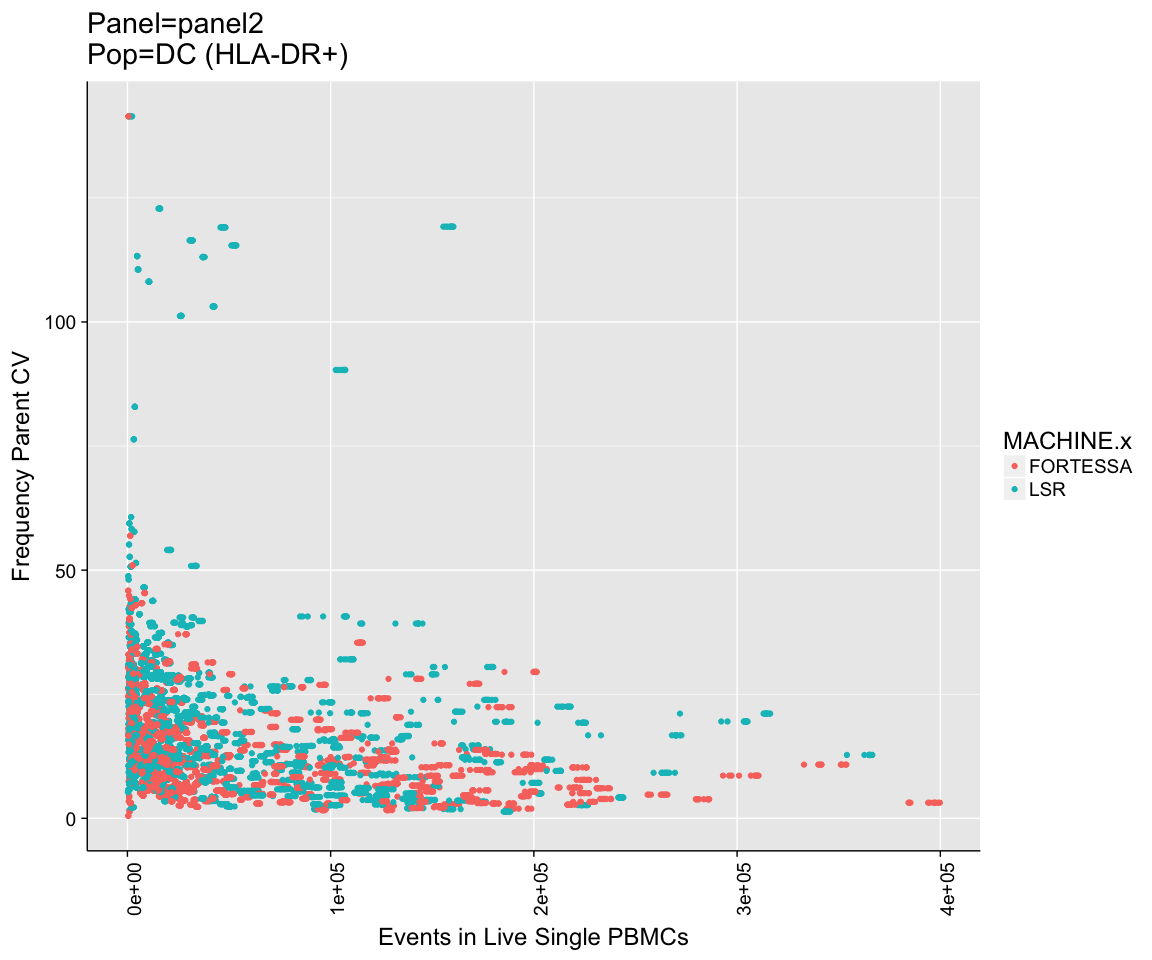 Panel=panel2
Pop=DC (HLA-DR+)
Frequency Parent CV
100
50
0
0e+00
1e+05
2e+05
3e+05
4e+05
Events in Live Single PBMCs
MACHINE.x
FORTESSA
LSR